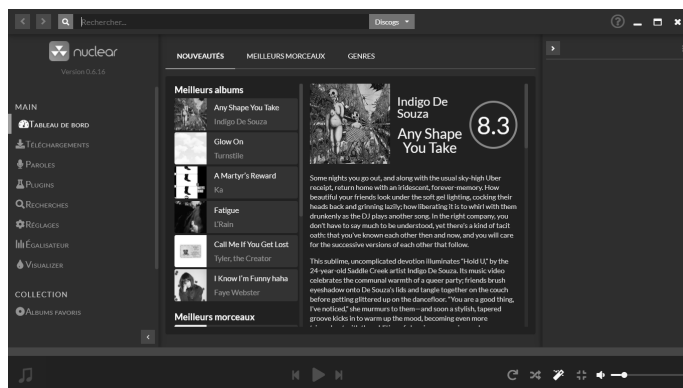 Rechercher...
Discogs
nuclear
Version 0.6.16
MAIN
TABLEAU DE BORD
TÉLÉCHARGEMENTS
PAROLES
PLUGINS
RECHERCHES
RÉGLAGES
ÉGALISATEUR
VISUALIZER
COLLECTION
ALBUMS FAVORIS
NOUVEAUTÉS
MEILLEURS MORCEAUX
GENRES
Meilleurs albums
Any Shape You Take
Indigo De Souza
Glow On
Turnstile
A Martyr's Reward
Ka
Fatigue
L'Rain
Call Me If You Get Lost
Tyler, the Creator
I Know I'm Funny haha
Faye Webster
Meilleurs morceaux
Indigo De
Souza
Any Shape
You Take
8.3
Some nights you go out, and along with the usual sky-high Uber
receipt, return home with an iridescent, forever-memory. How
beautiful your friends look under the soft gel lighting, cocking their
heads back and grinning lazily; how liberating it is to whirl with them
drunkenly as the DJ plays another song. In the right company, you
don't have to say much to be understood, yet there's a kind of tacit
oath: that you've known each other then and now, and you will care
for the successive versions of each other that follow.
This sublime, uncomplicated devotion illuminates "Hold U," by the
24-year-old Saddle Creek artist Indigo De Souza. Its music video
celebrates the communal warmth of a queer party; friends brush
eyeshadow onto De Souza's lids and tangle together on the couch
before getting glittered up on the dancefloor. "You are a good thing,
I've noticed," she murmurs to them—and soon a stylish, tapered
groove kicks in to warm up the mood, becoming even more